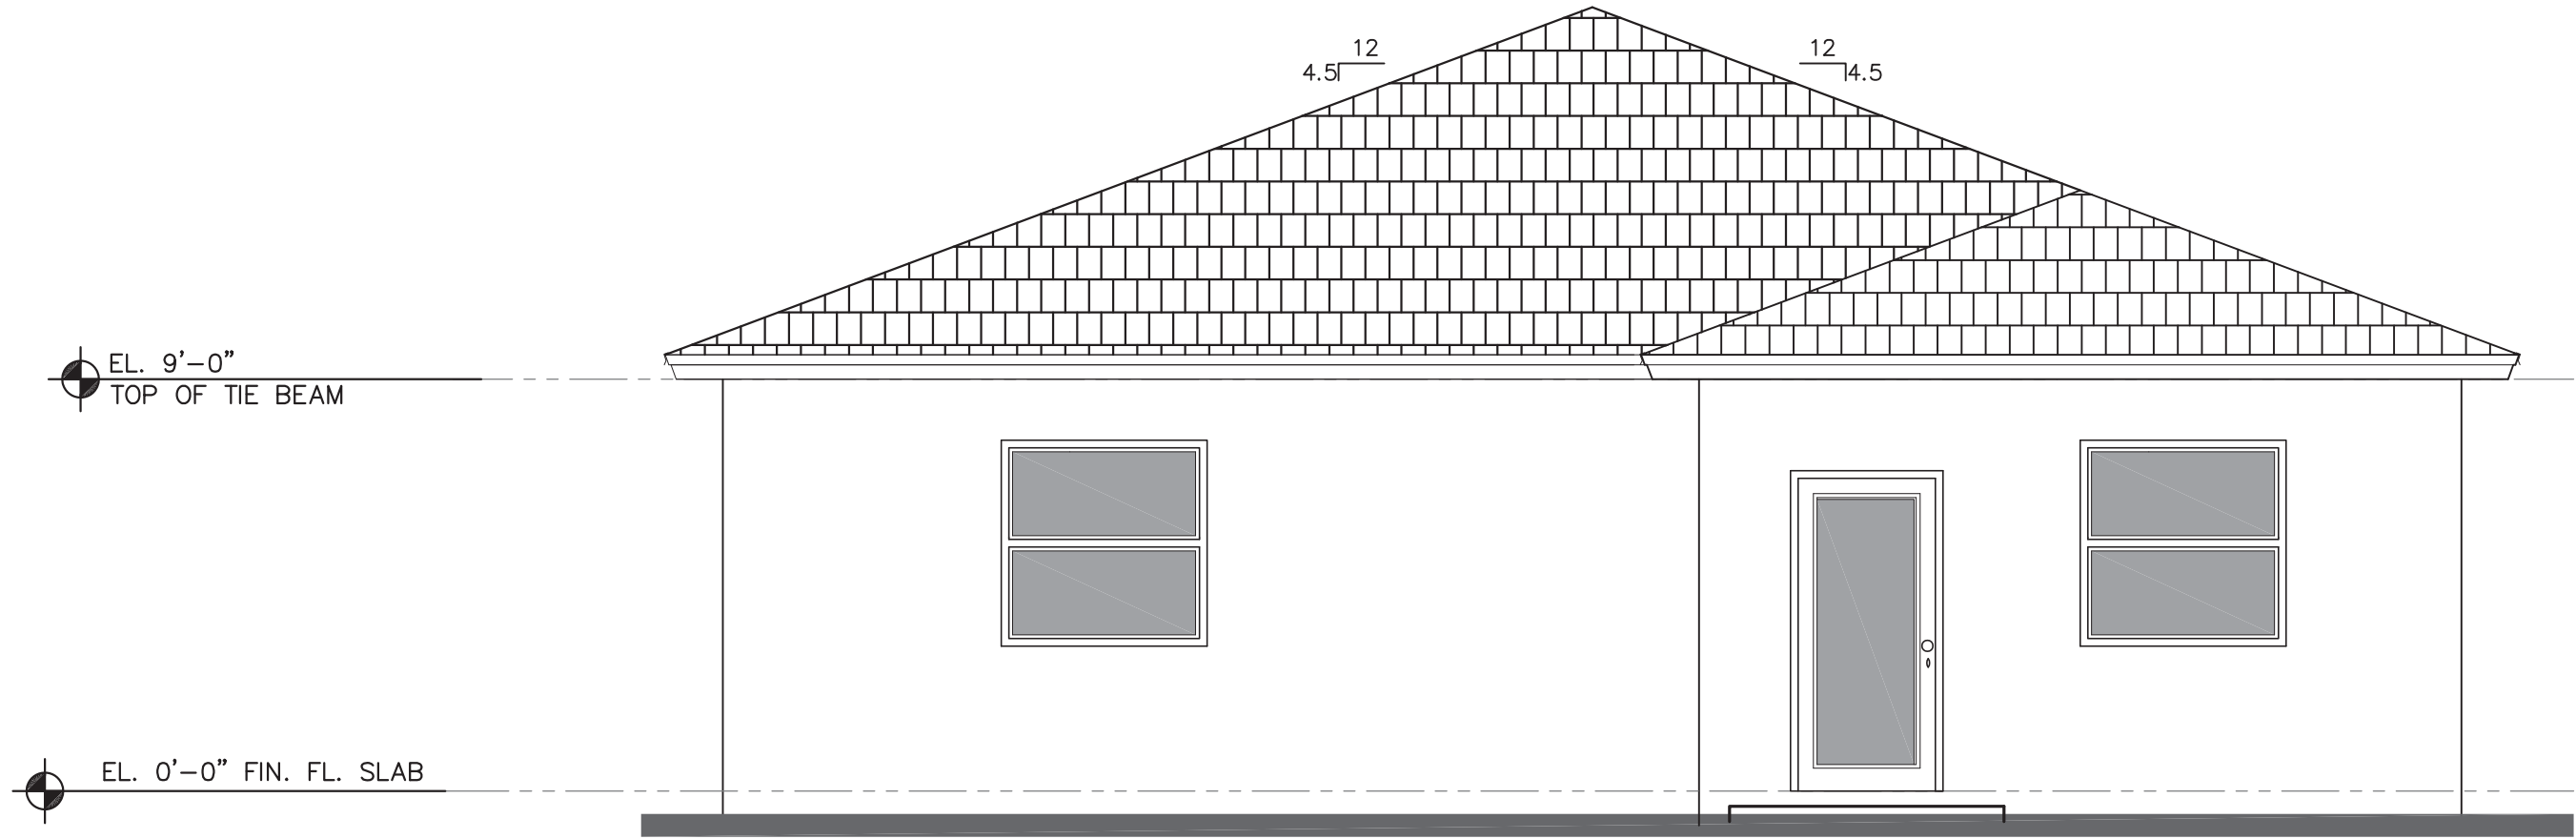 12
4.5
12
4.5
EL. 9'-0"
TOP OF TIE BEAM
EL. 0'-0" FIN. FL. SLAB